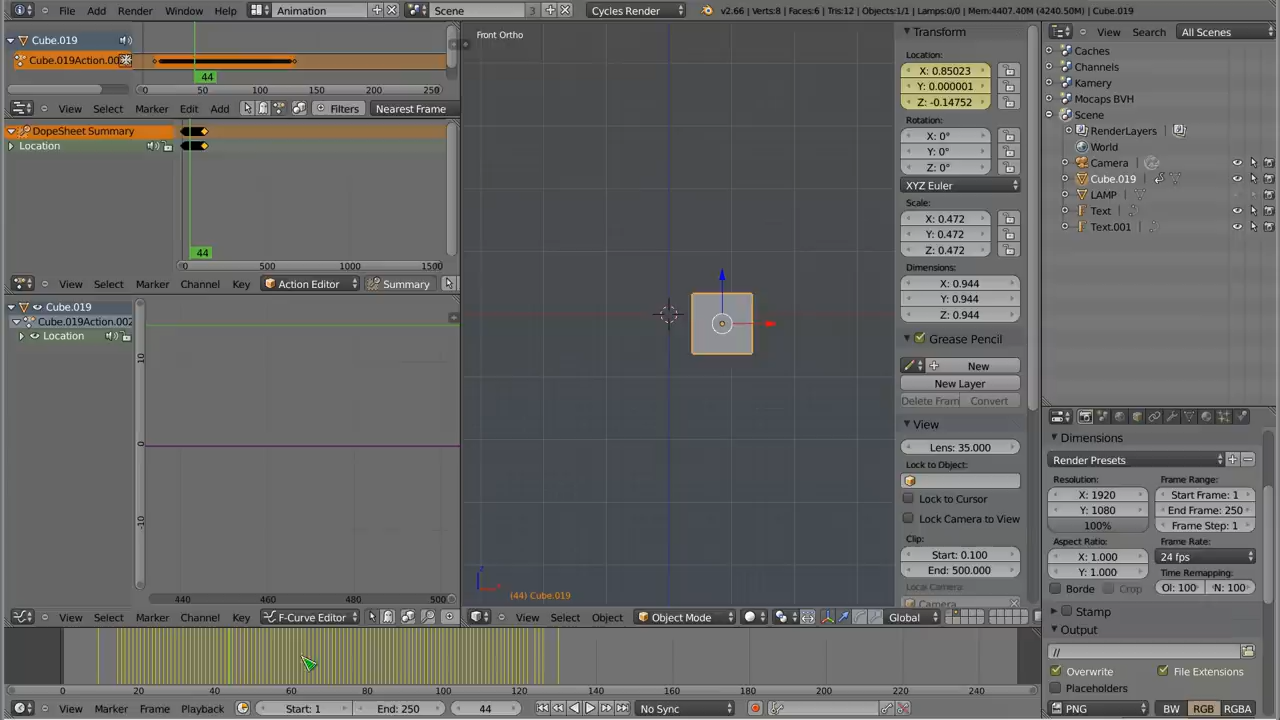 File Add Render Window Help Animation Scene 3 Cycles Render v2.66 | Verts:8 | Faces:6 | Tris:12 | Objects:1/1 | Lamps:0/0 | Mem:4407.40M (4240.50M) | Cube.019
Cube.019
Cube.019Action.00
44
0 50 100 150 200 250
View Select Marker Edit Add Filters Nearest Frame
DopeSheet Summary
Location
44
0 500 1000 1500
View Select Marker Channel Key Action Editor Summary
Cube.019
Cube.019Action.002
Location
10
0
-10
440 460 480 500
View Select Marker Channel Key F-Curve Editor
Front Ortho
(44) Cube.019
View Select Object Object Mode Global
Transform
Location:
X: 0.85023
Y: 0.000001
Z: -0.14752
Rotation:
X: 0°
Y: 0°
Z: 0°
XYZ Euler
Scale:
X: 0.472
Y: 0.472
Z: 0.472
Dimensions:
X: 0.944
Y: 0.944
Z: 0.944
Grease Pencil
New
New Layer
Delete Fram Convert
View
Lens: 35.000
Lock to Object:
Lock to Cursor
Lock Camera to View
Clip:
Start: 0.100
End: 500.000
Local Camera:
Camera
View Search All Scenes
Caches
Channels
Kamery
Mocaps BVH
Scene
RenderLayers
World
Camera
Cube.019
LAMP
Text
Text.001
Dimensions
Render Presets
Resolution: Frame Range:
X: 1920 Start Frame: 1
Y: 1080 End Frame: 250
100% Frame Step: 1
Aspect Ratio: Frame Rate:
X: 1.000 24 fps
Y: 1.000 Time Remapping:
Borde Crop Ol: 100 N: 100
Stamp
Output
//
Overwrite File Extensions
Placeholders
PNG BW RGB RGBA
0 20 40 60 80 100 120 140 160 180 200 220 240
View Marker Frame Playback Start: 1 End: 250 44 No Sync